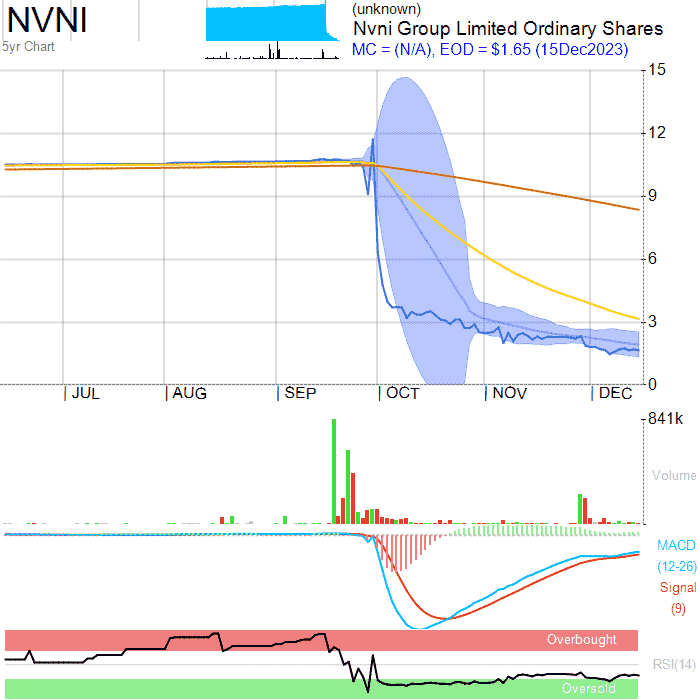 NVNI
5yr Chart
(unknown)
Nvni Group Limited Ordinary Shares
MC = (N/A), EOD = $1.65 (15Dec2023)
15
12
9
6
3
0
JUL AUG SEP OCT NOV DEC
841k
Volume
MACD
(12-26)
Signal
(9)
Overbought
RSI(14)
Oversold